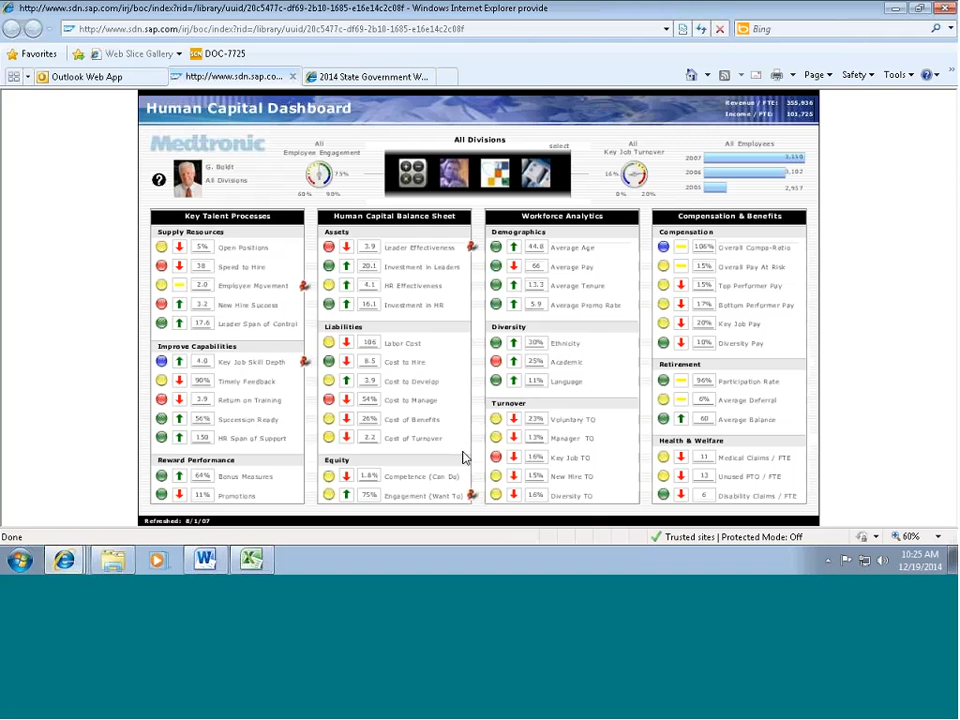 http://www.sdn.sap.com/irj/boc/index?rid=/library/uuid/20c5477c-df69-2b10-1685-e16e14c2c08f - Windows Internet Explorer provide
http://www.sdn.sap.com/irj/boc/index?rid=/library/uuid/20c5477c-df69-2b10-1685-e16e14c2c08f
Bing
Favorites Web Slice Gallery DOC-7725
Outlook Web App http://www.sdn.sap.co... 2014 State Government W... Page Safety Tools
Human Capital Dashboard
Revenue / FTE: 355,936
Income / FTE: 101,725
Medtronic
G. Boldt
All Divisions
All
Employee Engagement
75%
60% 90%
All Divisions
select
All
Key Job Turnover
16%
0% 20%
All Employees
2007 3,159
3,102
2,957
Key Talent Processes
Supply Resources
5% Open Positions
38 Speed to Hire
2.0 Employee Movement
3.2 New Hire Success
17.6 Leader Span of Control
Improve Capabilities
4.0 Key Job Skill Depth
90% Timely Feedback
3.9 Return on Training
56% Succession Ready
150 HR Span of Support
Reward Performance
64% Bonus Measures
11% Promotions
Human Capital Balance Sheet
Assets
3.9 Leader Effectiveness
20.1 Investment in Leaders
4.1 HR Effectiveness
16.1 Investment in HR
Liabilities
106 Labor Cost
8.5 Cost to Hire
3.9 Cost to Develop
54% Cost to Manage
26% Cost of Benefits
2.2 Cost of Turnover
Equity
1.8% Competence (Can Do)
75% Engagement (Want To)
Workforce Analytics
Demographics
44.8 Average Age
66 Average Pay
13.3 Average Tenure
5.9 Average Promo Rate
Diversity
30% Ethnicity
25% Academic
11% Language
Turnover
23% Voluntary TO
13% Manager TO
16% Key Job TO
15% New Hire TO
16% Diversity TO
Compensation & Benefits
Compensation
106% Overall Compa-Ratio
15% Overall Pay At Risk
15% Top Performer Pay
17% Bottom Performer Pay
20% Key Job Pay
10% Diversity Pay
Retirement
96% Participation Rate
6% Average Deferral
60 Average Balance
Health & Welfare
11 Medical Claims / FTE
13 Unused PTO / FTE
6 Disability Claims / FTE
Refreshed: 8/1/07
Done Trusted sites | Protected Mode: Off 60%
10:25 AM
12/19/2014